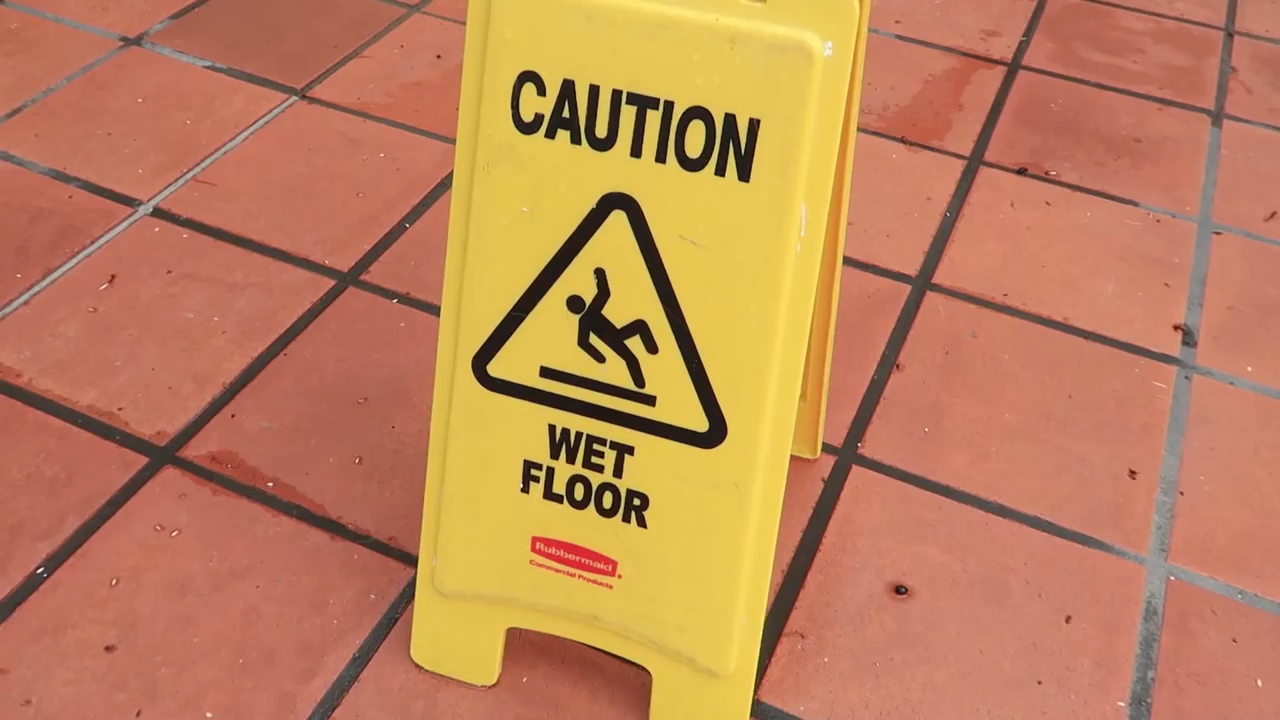 CAUTION
WET
FLOOR
Rubbermaid
Commercial Products